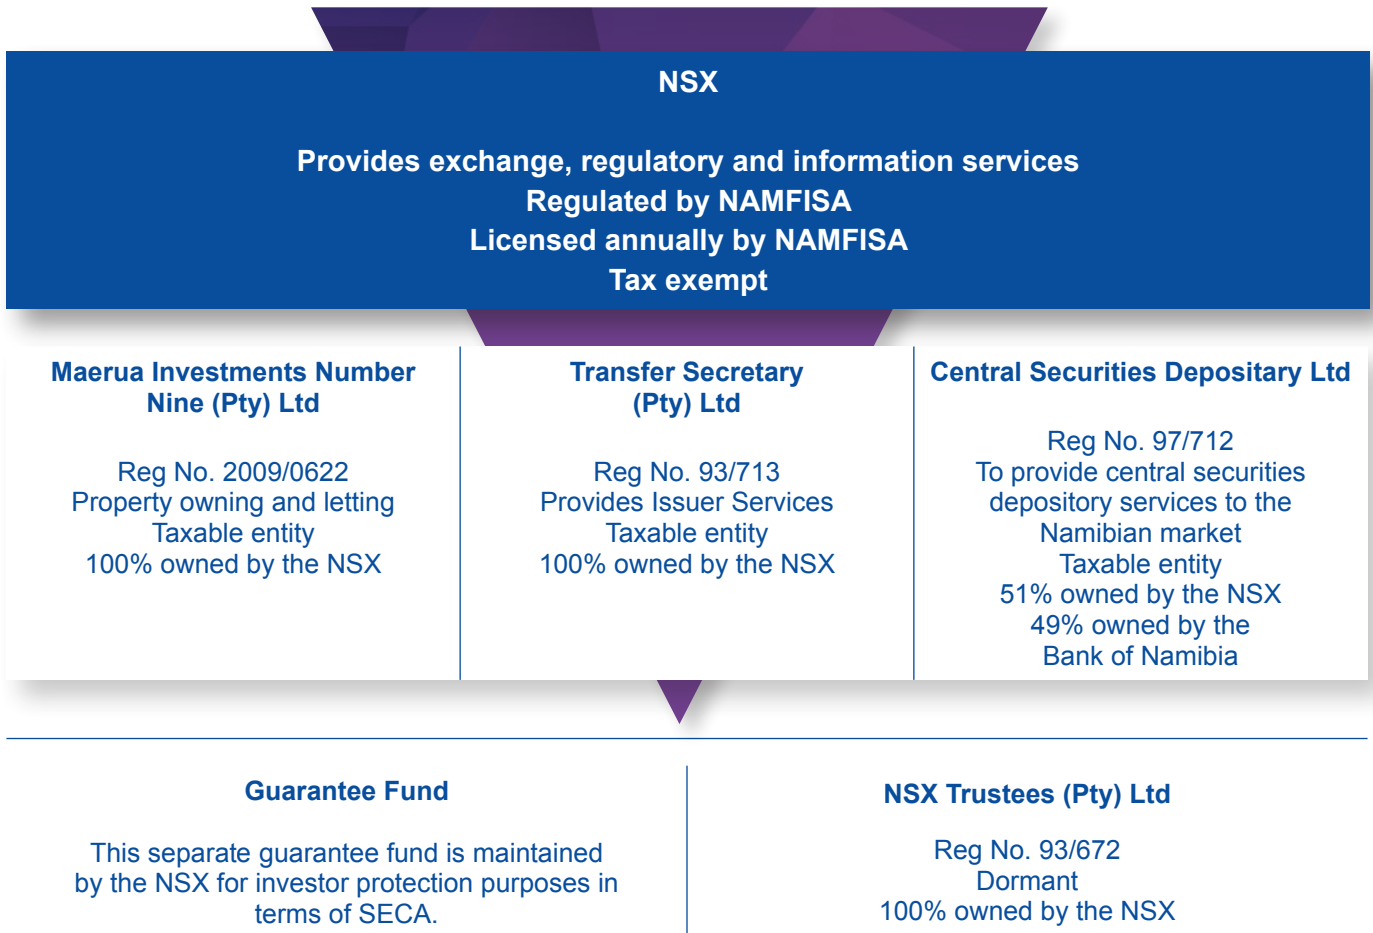 NSX
Provides exchange, regulatory and information services
Regulated by NAMFISA
Licensed annually by NAMFISA
Tax exempt
Maerua Investments Number
Nine (Pty) Ltd
Reg No. 2009/0622
Property owning and letting
Taxable entity
100% owned by the NSX
Transfer Secretary
(Pty) Ltd
Reg No. 93/713
Provides Issuer Services
Taxable entity
100% owned by the NSX
Central Securities Depositary Ltd
Reg No. 97/712
To provide central securities
depository services to the
Namibian market
Taxable entity
51% owned by the NSX
49% owned by the
Bank of Namibia
Guarantee Fund
This separate guarantee fund is maintained
by the NSX for investor protection purposes in
terms of SECA.
NSX Trustees (Pty) Ltd
Reg No. 93/672
Dormant
100% owned by the NSX